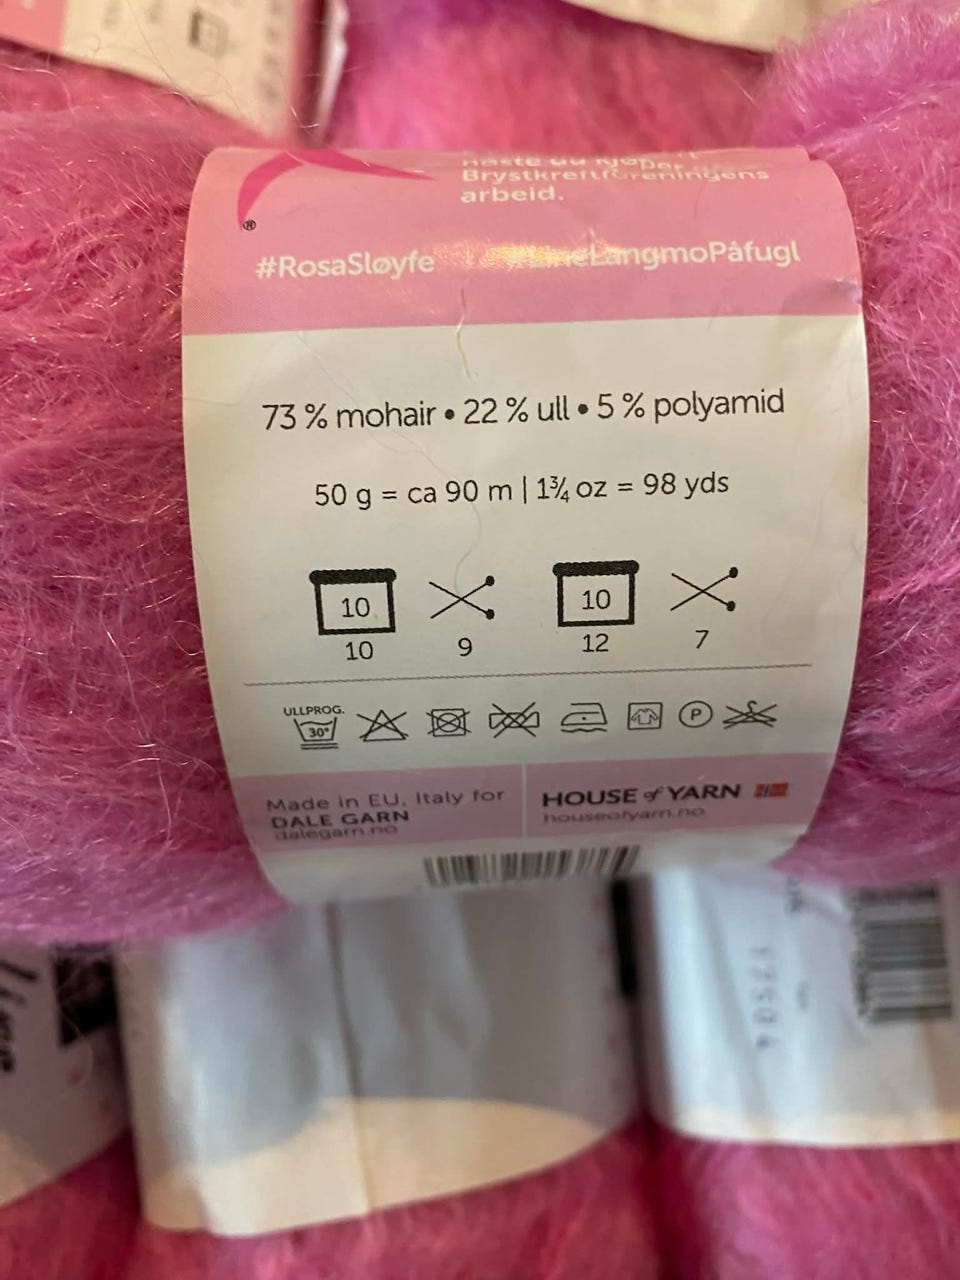 Brystkreftforeningens
arbeid.
®
#RosaSløyfe #LineLangmoPåfugl
73 % mohair • 22 % ull • 5 % polyamid
50 g = ca 90 m | 1¾ oz = 98 yds
10 10
10 9 12 7
ULLPROG.
30° P
Made in EU, Italy for
DALE GARN
dalegarn.no
HOUSE of YARN
houseofyarn.no